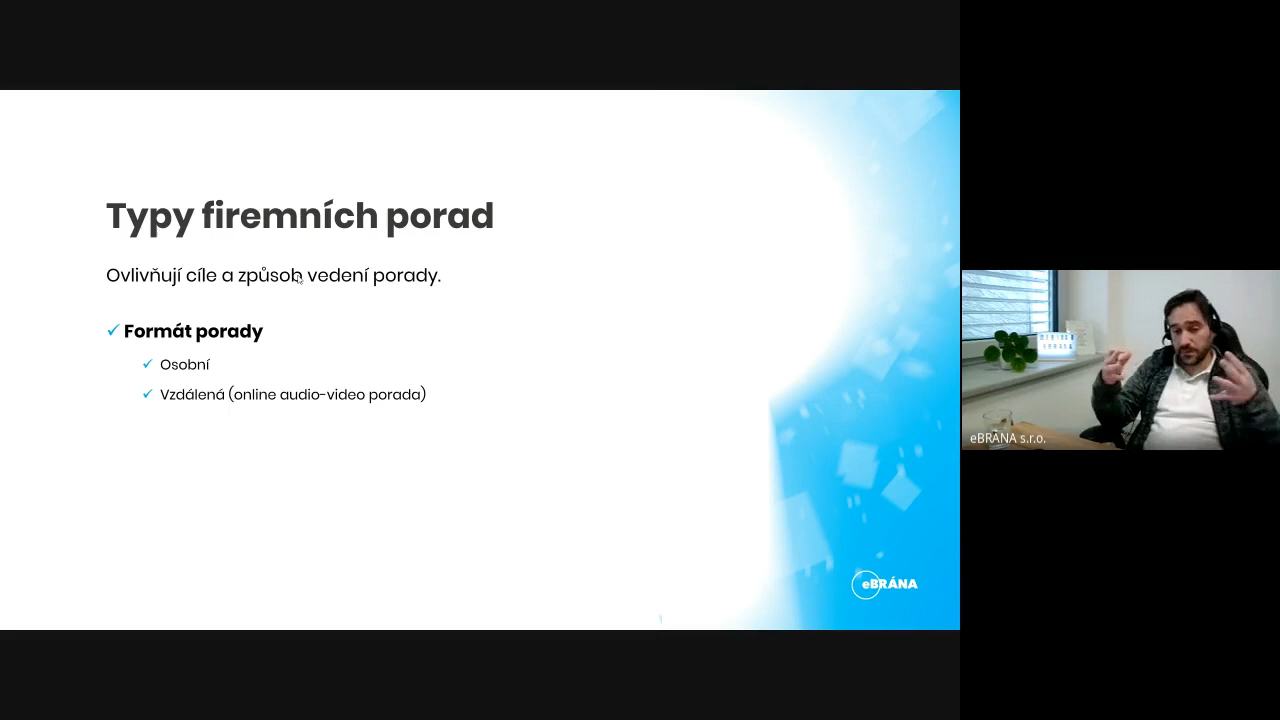 Typy firemních porad
Ovlivňují cíle a způsob vedení porady.
Formát porady
Osobní
Vzdálená (online audio-video porada)
eBRÁNA
eBRÁNA s.r.o.